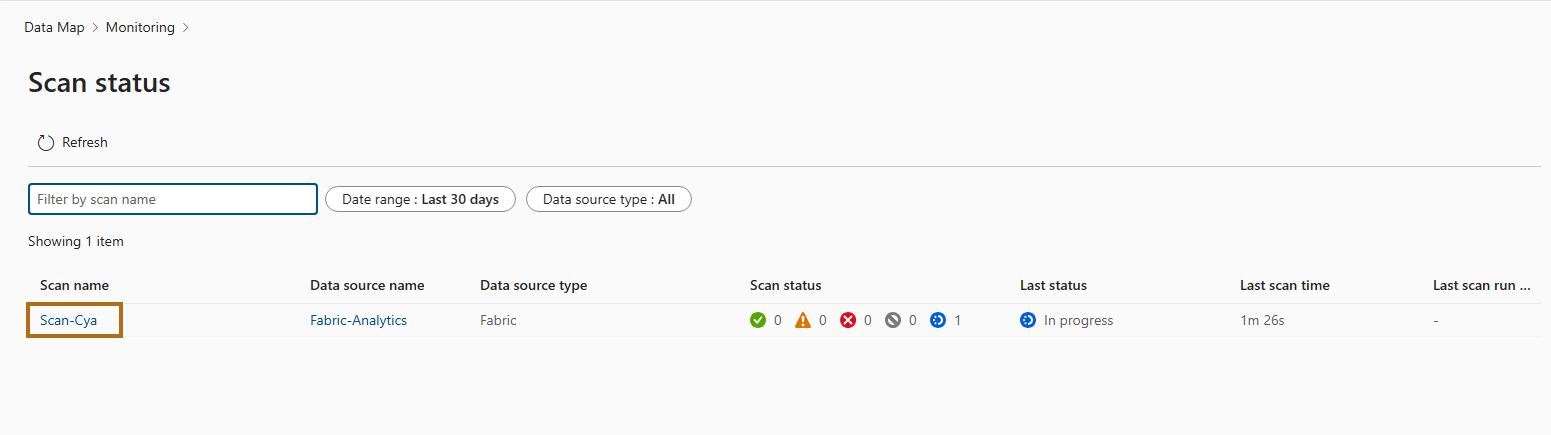 Data Map > Monitoring >
Scan status
Refresh
Filter by scan name Date range : Last 30 days Data source type : All
Showing 1 item
Scan name Data source name Data source type Scan status Last status Last scan time Last scan run ...
Scan-Cya Fabric-Analytics Fabric 0 0 0 0 1 In progress 1m 26s -